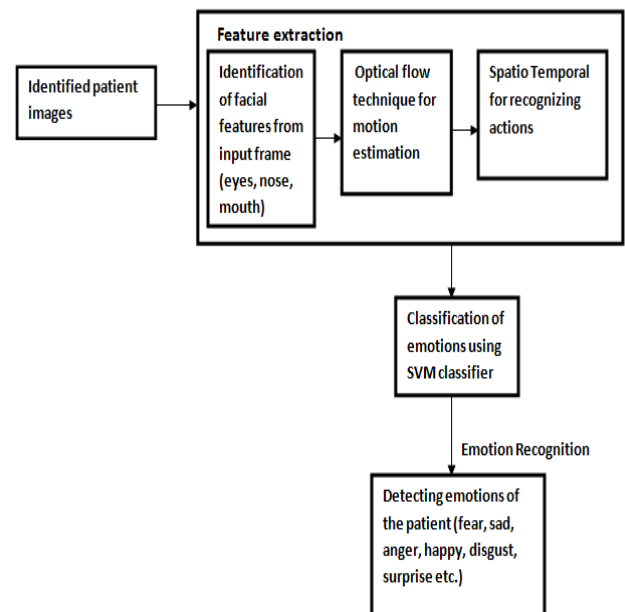 Feature extraction
Identified patient
images
Identification
of facial
features from
input frame
(eyes, nose,
mouth)
Optical flow
technique for
motion
estimation
Spatio Temporal
for recognizing
actions
Classification of
emotions using
SVM classifier
Emotion Recognition
Detecting emotions of
the patient (fear, sad,
anger, happy, disgust,
surprise etc.)